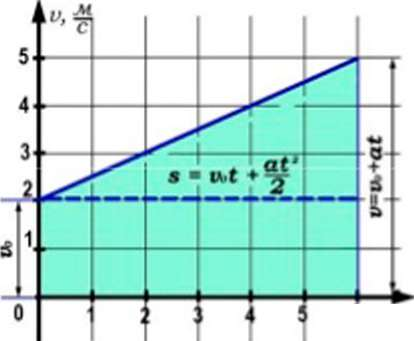 υ, м/с
5
4
3
s = v₀t + at²/2
v=v₀+at
2
v₀
1
0 1 2 3 4 5